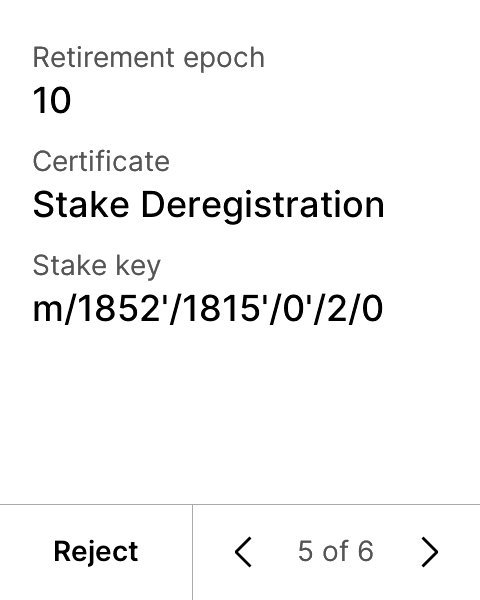 Retirement epoch
10
Certificate
Stake Deregistration
Stake key
m/1852'/1815'/0'/2/0
Reject
5 of 6